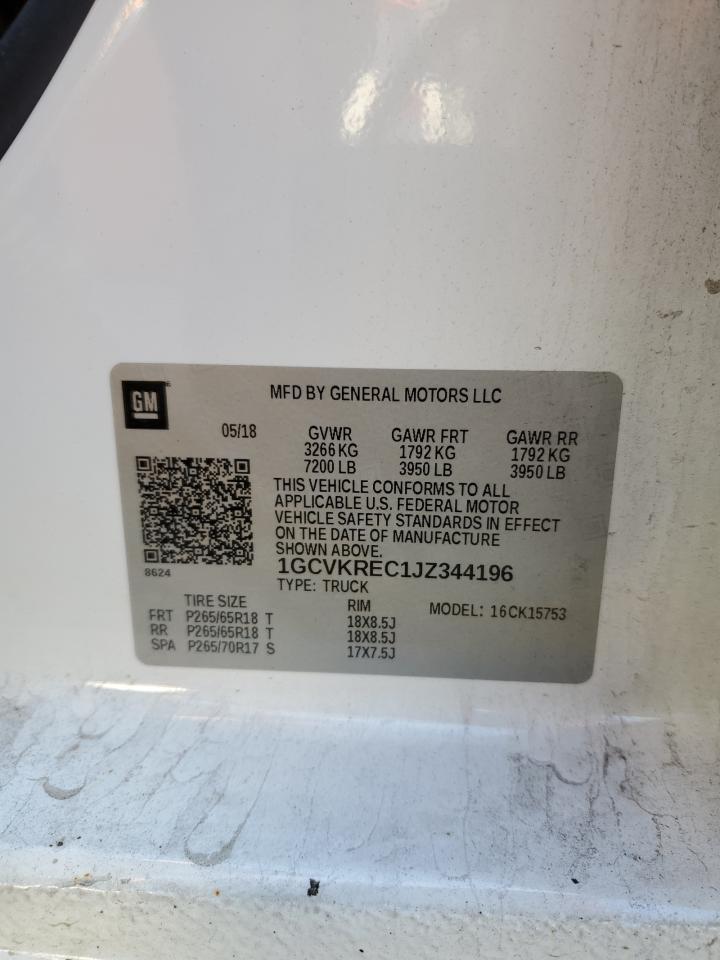 GM
MFD BY GENERAL MOTORS LLC
05/18 GVWR GAWR FRT GAWR RR
3266 KG 1792 KG 1792 KG
7200 LB 3950 LB 3950 LB
THIS VEHICLE CONFORMS TO ALL
APPLICABLE U.S. FEDERAL MOTOR
VEHICLE SAFETY STANDARDS IN EFFECT
ON THE DATE OF MANUFACTURE
SHOWN ABOVE.
8624
1GCVKREC1JZ344196
TYPE: TRUCK
TIRE SIZE RIM MODEL: 16CK15753
FRT P265/65R18 T 18X8.5J
RR P265/65R18 T 18X8.5J
SPA P265/70R17 S 17X7.5J